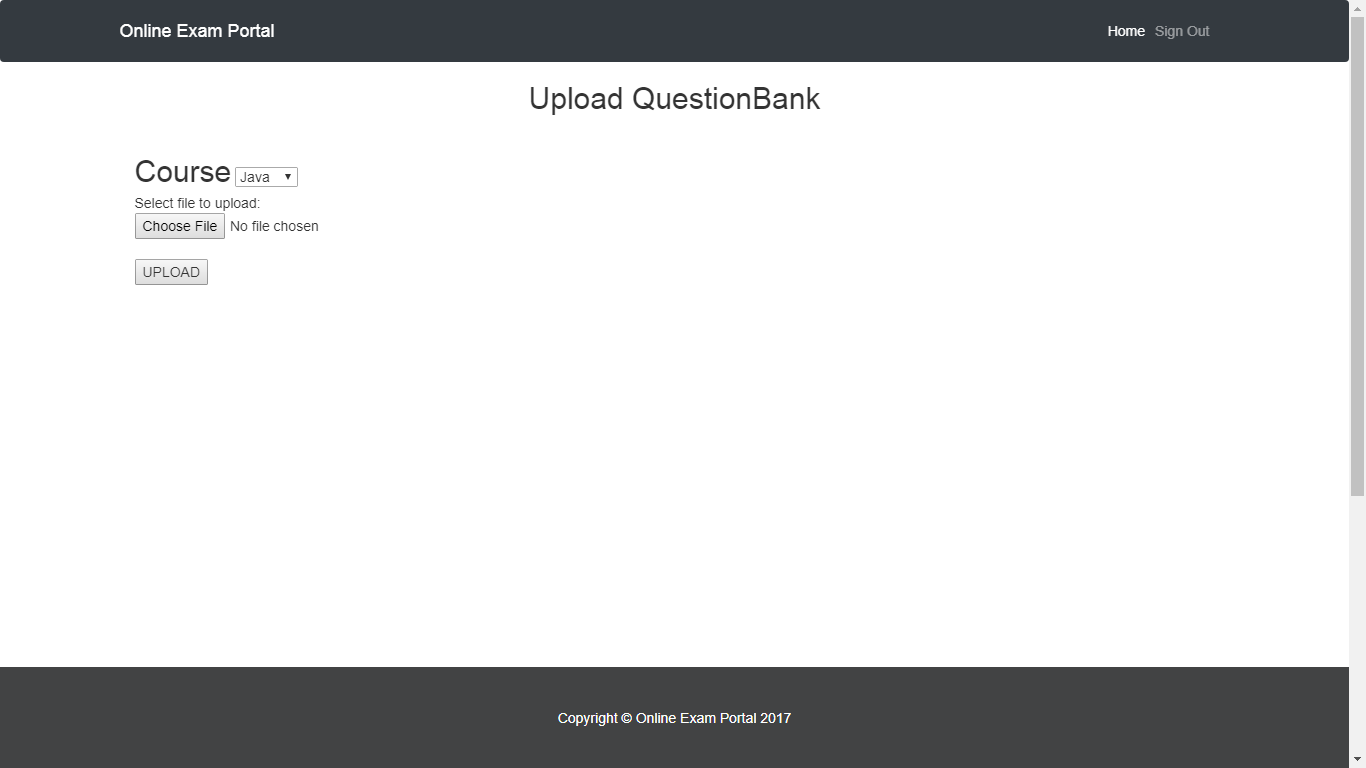 Online Exam Portal Home Sign Out
Upload QuestionBank
Course Java
Select file to upload:
Choose File No file chosen
UPLOAD
Copyright © Online Exam Portal 2017